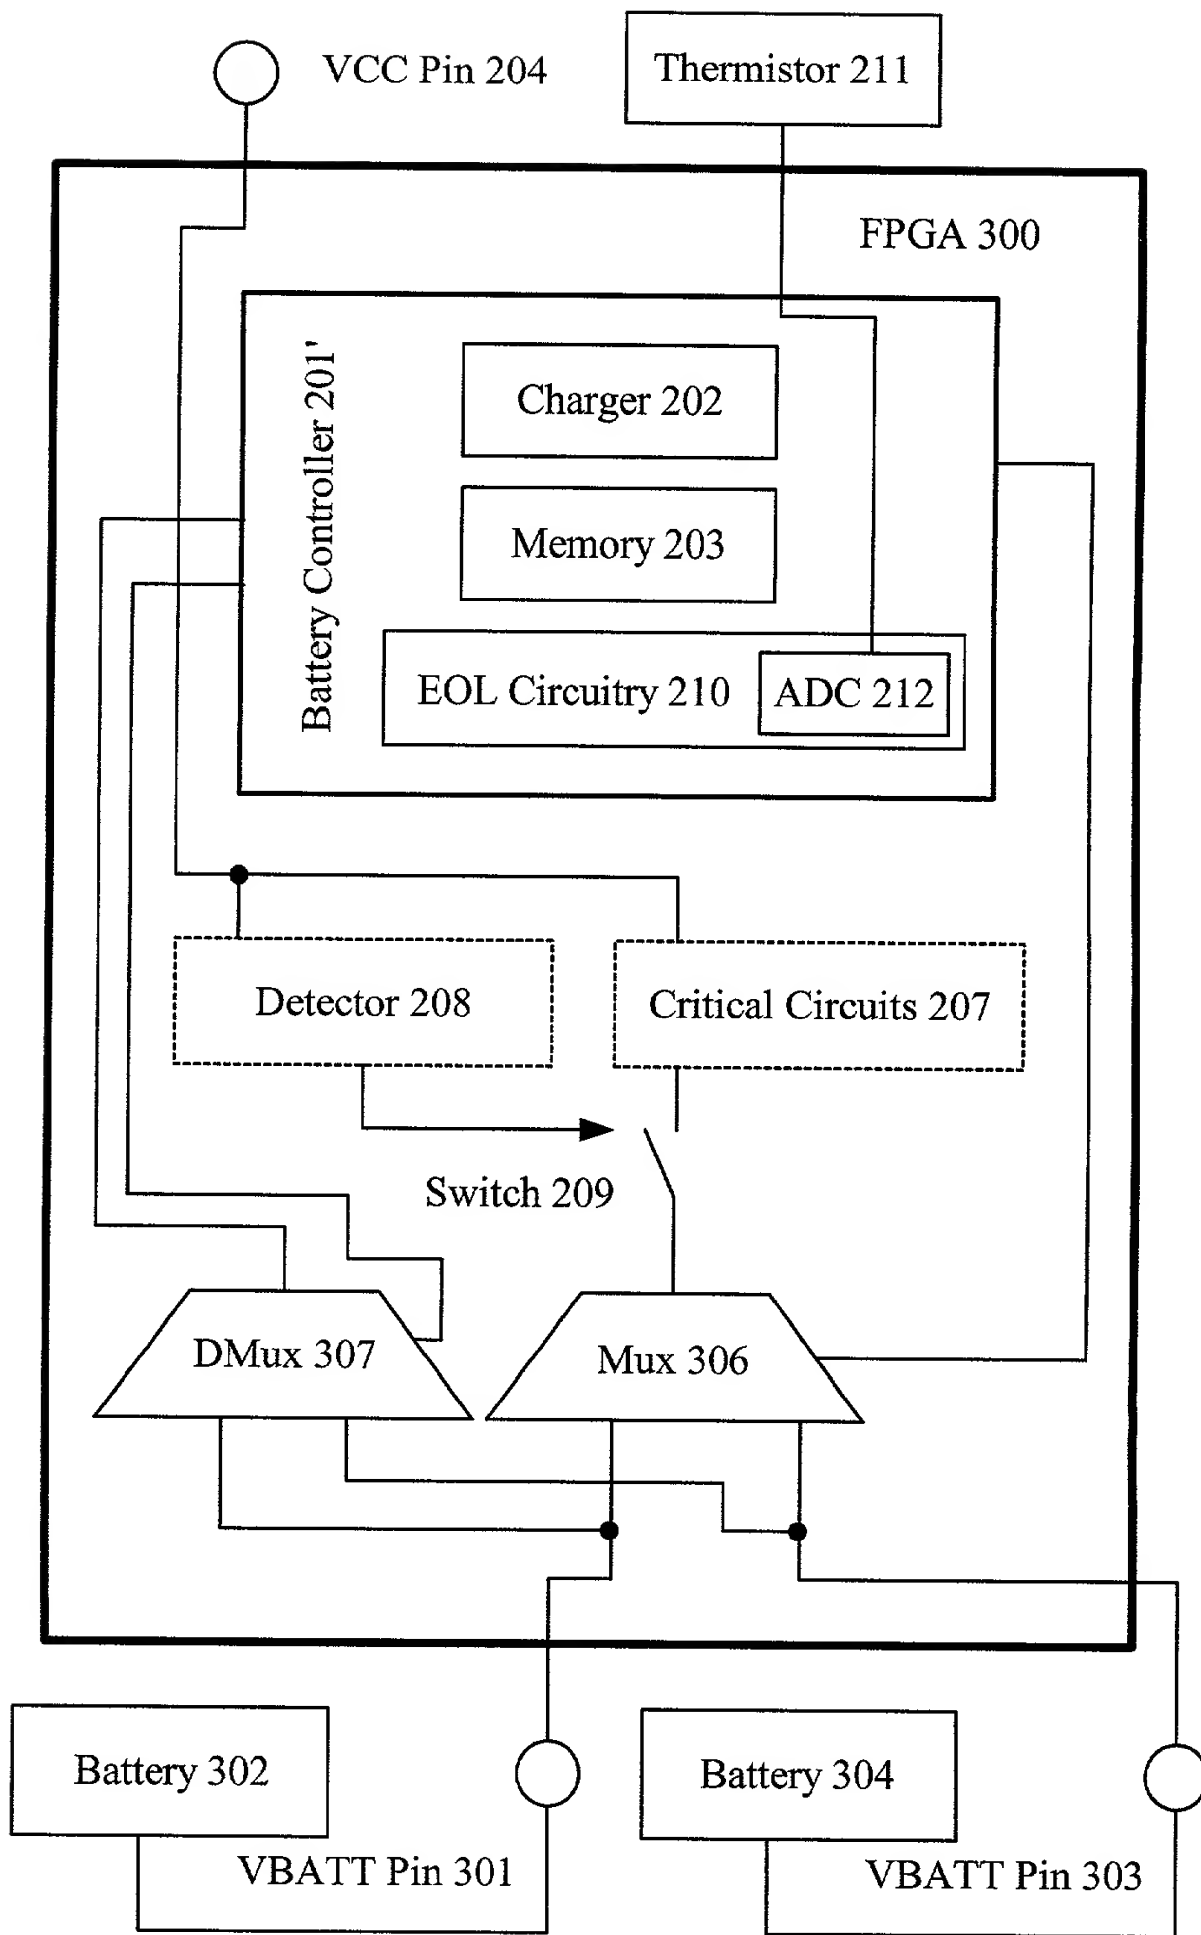 VCC Pin 204
Thermistor 211
FPGA 300
Battery Controller 201'
Charger 202
Memory 203
EOL Circuitry 210
ADC 212
Detector 208
Critical Circuits 207
Switch 209
DMux 307
Mux 306
Battery 302
Battery 304
VBATT Pin 301
VBATT Pin 303